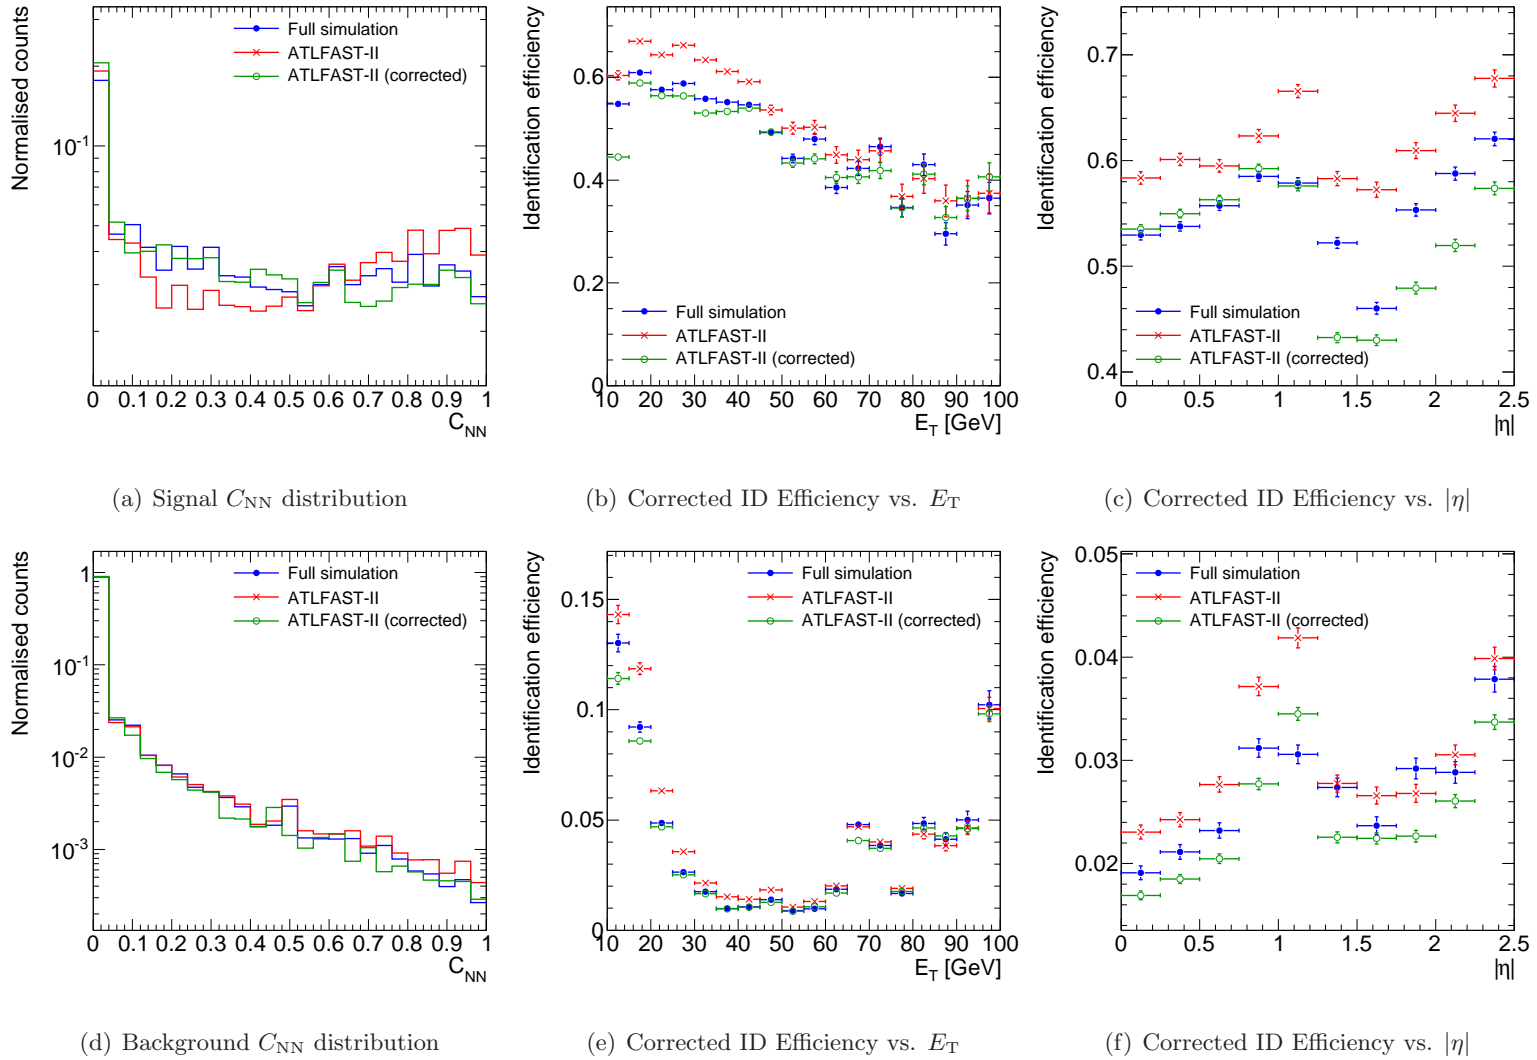 Normalised counts
Full simulation
ATLFAST-II
ATLFAST-II (corrected)
10⁻¹
0 0.1 0.2 0.3 0.4 0.5 0.6 0.7 0.8 0.9 1
C_NN
(a) Signal C_NN distribution
Identification efficiency
0.6
0.4
0.2
0
Full simulation
ATLFAST-II
ATLFAST-II (corrected)
10 20 30 40 50 60 70 80 90 100
E_T [GeV]
(b) Corrected ID Efficiency vs. E_T
Identification efficiency
0.7
0.6
0.5
0.4
Full simulation
ATLFAST-II
ATLFAST-II (corrected)
0 0.5 1 1.5 2 2.5
|η|
(c) Corrected ID Efficiency vs. |η|
Normalised counts
Full simulation
ATLFAST-II
ATLFAST-II (corrected)
1
10⁻¹
10⁻²
10⁻³
0 0.1 0.2 0.3 0.4 0.5 0.6 0.7 0.8 0.9 1
C_NN
(d) Background C_NN distribution
Identification efficiency
Full simulation
ATLFAST-II
ATLFAST-II (corrected)
0.15
0.1
0.05
0
10 20 30 40 50 60 70 80 90 100
E_T [GeV]
(e) Corrected ID Efficiency vs. E_T
Identification efficiency
0.05
0.04
0.03
0.02
Full simulation
ATLFAST-II
ATLFAST-II (corrected)
0 0.5 1 1.5 2 2.5
|η|
(f) Corrected ID Efficiency vs. |η|